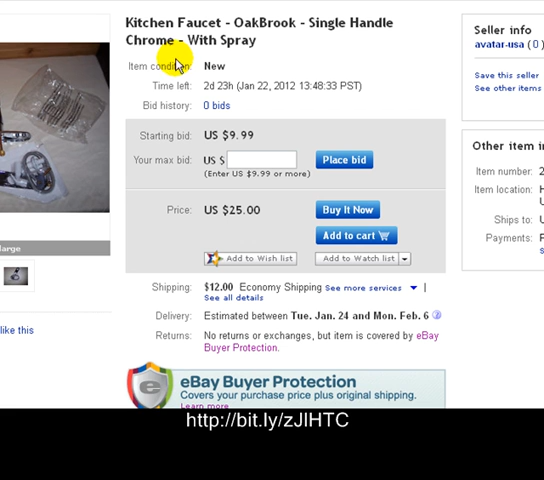 Kitchen Faucet - OakBrook - Single Handle
Chrome - With Spray
Item condition: New
Time left: 2d 23h (Jan 22, 2012 13:48:33 PST)
Bid history: 0 bids
Starting bid: US $9.99
Your max bid: US $ Place bid
(Enter US $9.99 or more)
Price: US $25.00 Buy It Now
Add to cart
Add to Wish list Add to Watch list
Shipping: $12.00 Economy Shipping See more services |
See all details
Delivery: Estimated between Tue. Jan. 24 and Mon. Feb. 6
Returns: No returns or exchanges, but item is covered by eBay
Buyer Protection.
e eBay Buyer Protection
Covers your purchase price plus original shipping.
Learn more
large
like this
Seller info
avatar-usa (0)
Save this seller
See other items
Other item in
Item number: 2
Item location: H
U
Ships to: U
Payments: P
s
http://bit.ly/zJlHTC